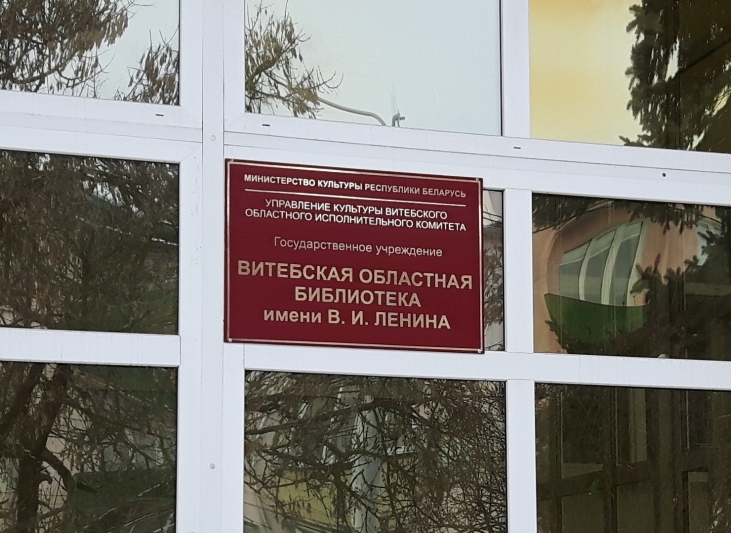 МИНИСТЕРСТВО КУЛЬТУРЫ РЕСПУБЛИКИ БЕЛАРУСЬ
УПРАВЛЕНИЕ КУЛЬТУРЫ ВИТЕБСКОГО
ОБЛАСТНОГО ИСПОЛНИТЕЛЬНОГО КОМИТЕТА
Государственное учреждение
ВИТЕБСКАЯ ОБЛАСТНАЯ
БИБЛИОТЕКА
имени В. И. ЛЕНИНА